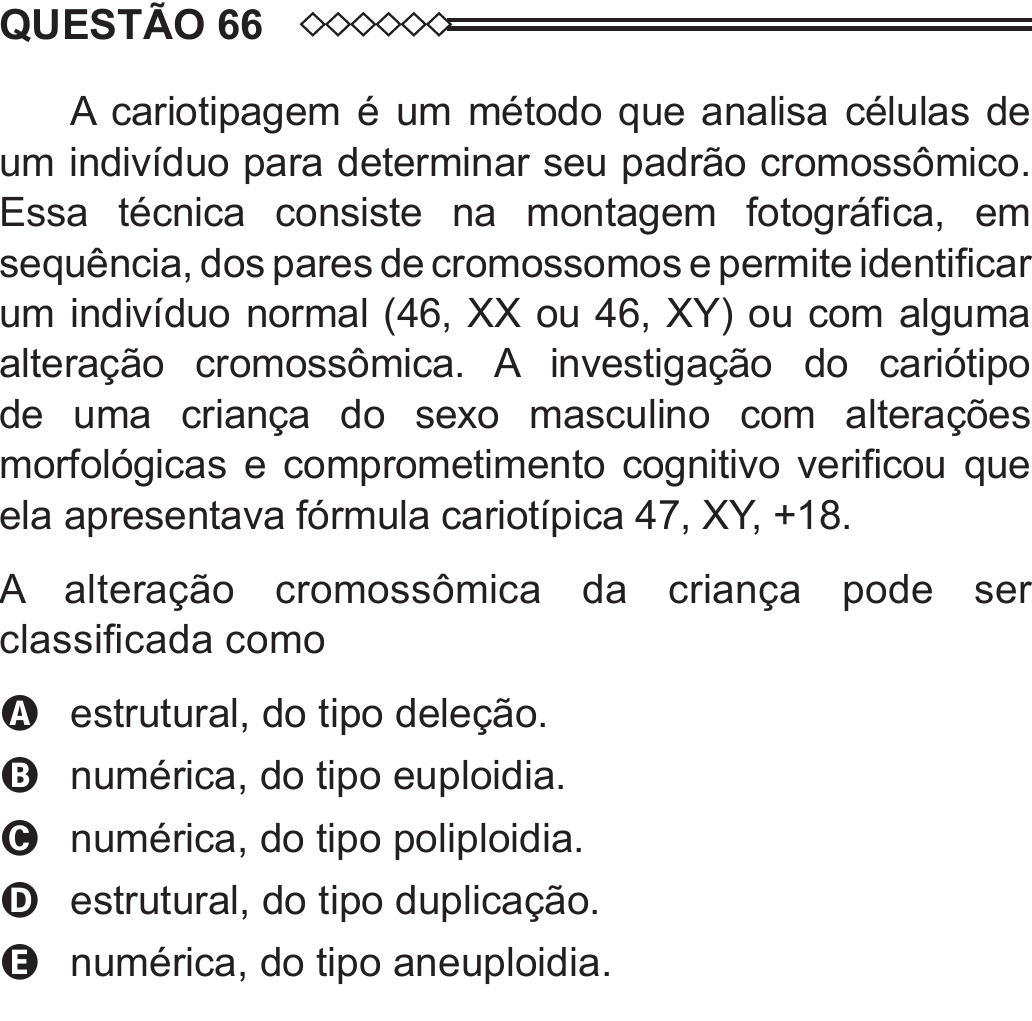 QUESTÃO 66
A cariotipagem é um método que analisa células de
um indivíduo para determinar seu padrão cromossômico.
Essa técnica consiste na montagem fotográfica, em
sequência, dos pares de cromossomos e permite identificar
um indivíduo normal (46, XX ou 46, XY) ou com alguma
alteração cromossômica. A investigação do cariótipo
de uma criança do sexo masculino com alterações
morfológicas e comprometimento cognitivo verificou que
ela apresentava fórmula cariotípica 47, XY, +18.
A alteração cromossômica da criança pode ser
classificada como
A estrutural, do tipo deleção.
B numérica, do tipo euploidia.
C numérica, do tipo poliploidia.
D estrutural, do tipo duplicação.
E numérica, do tipo aneuploidia.